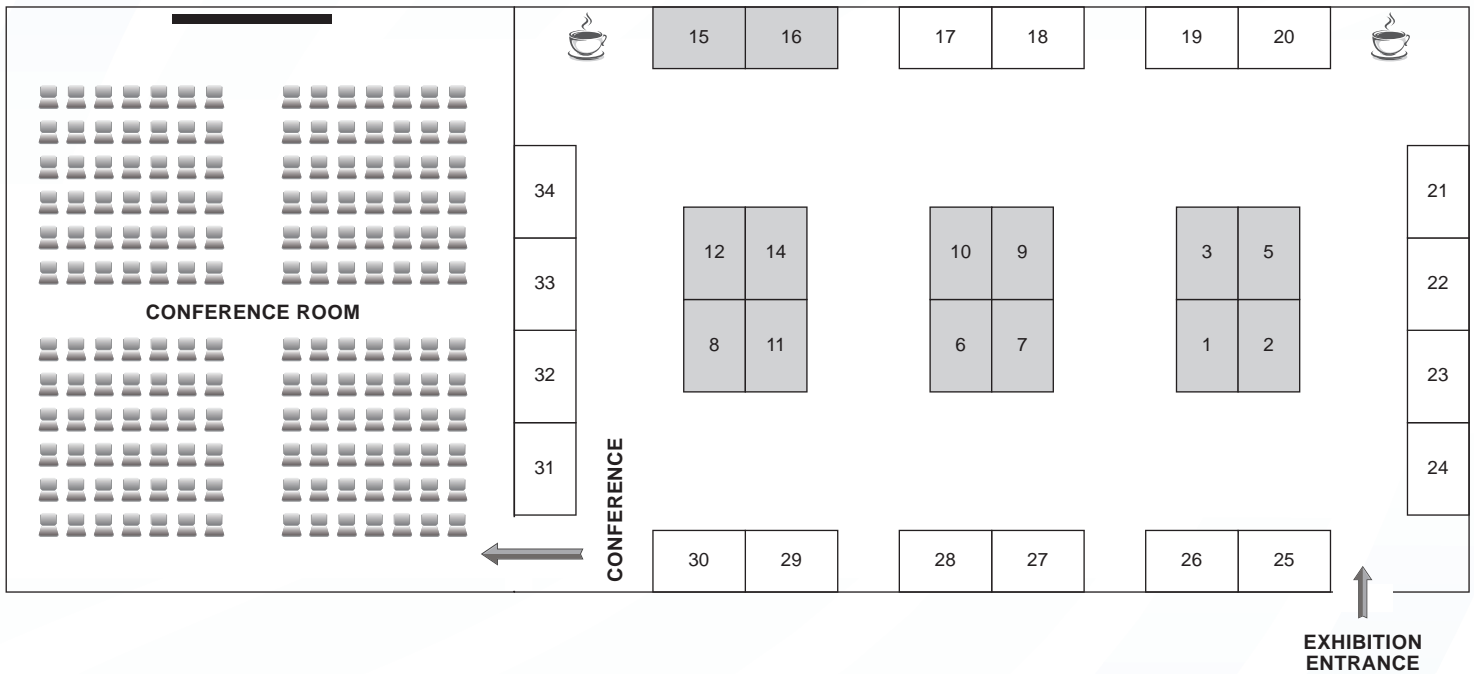 15 16 17 18 19 20
34 21
12 14 10 9 3 5
33 22
CONFERENCE ROOM
8 11 6 7 1 2
32 23
31 24
CONFERENCE
30 29 28 27 26 25
EXHIBITION
ENTRANCE